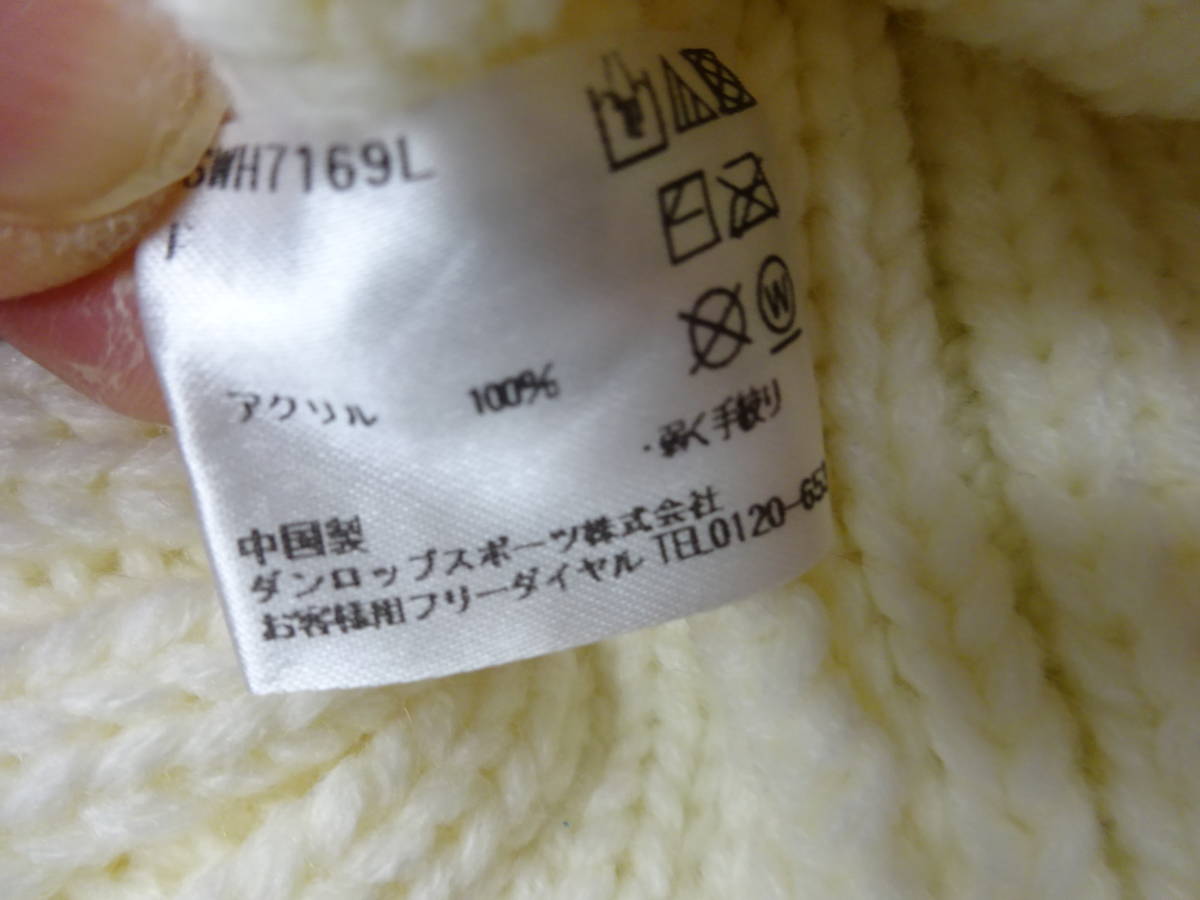 SWH7169L
F
アクリル 100%
・弱く手絞り
中国製
ダンロップスポーツ株式会社
お客様用フリーダイヤル TEL0120-65
W